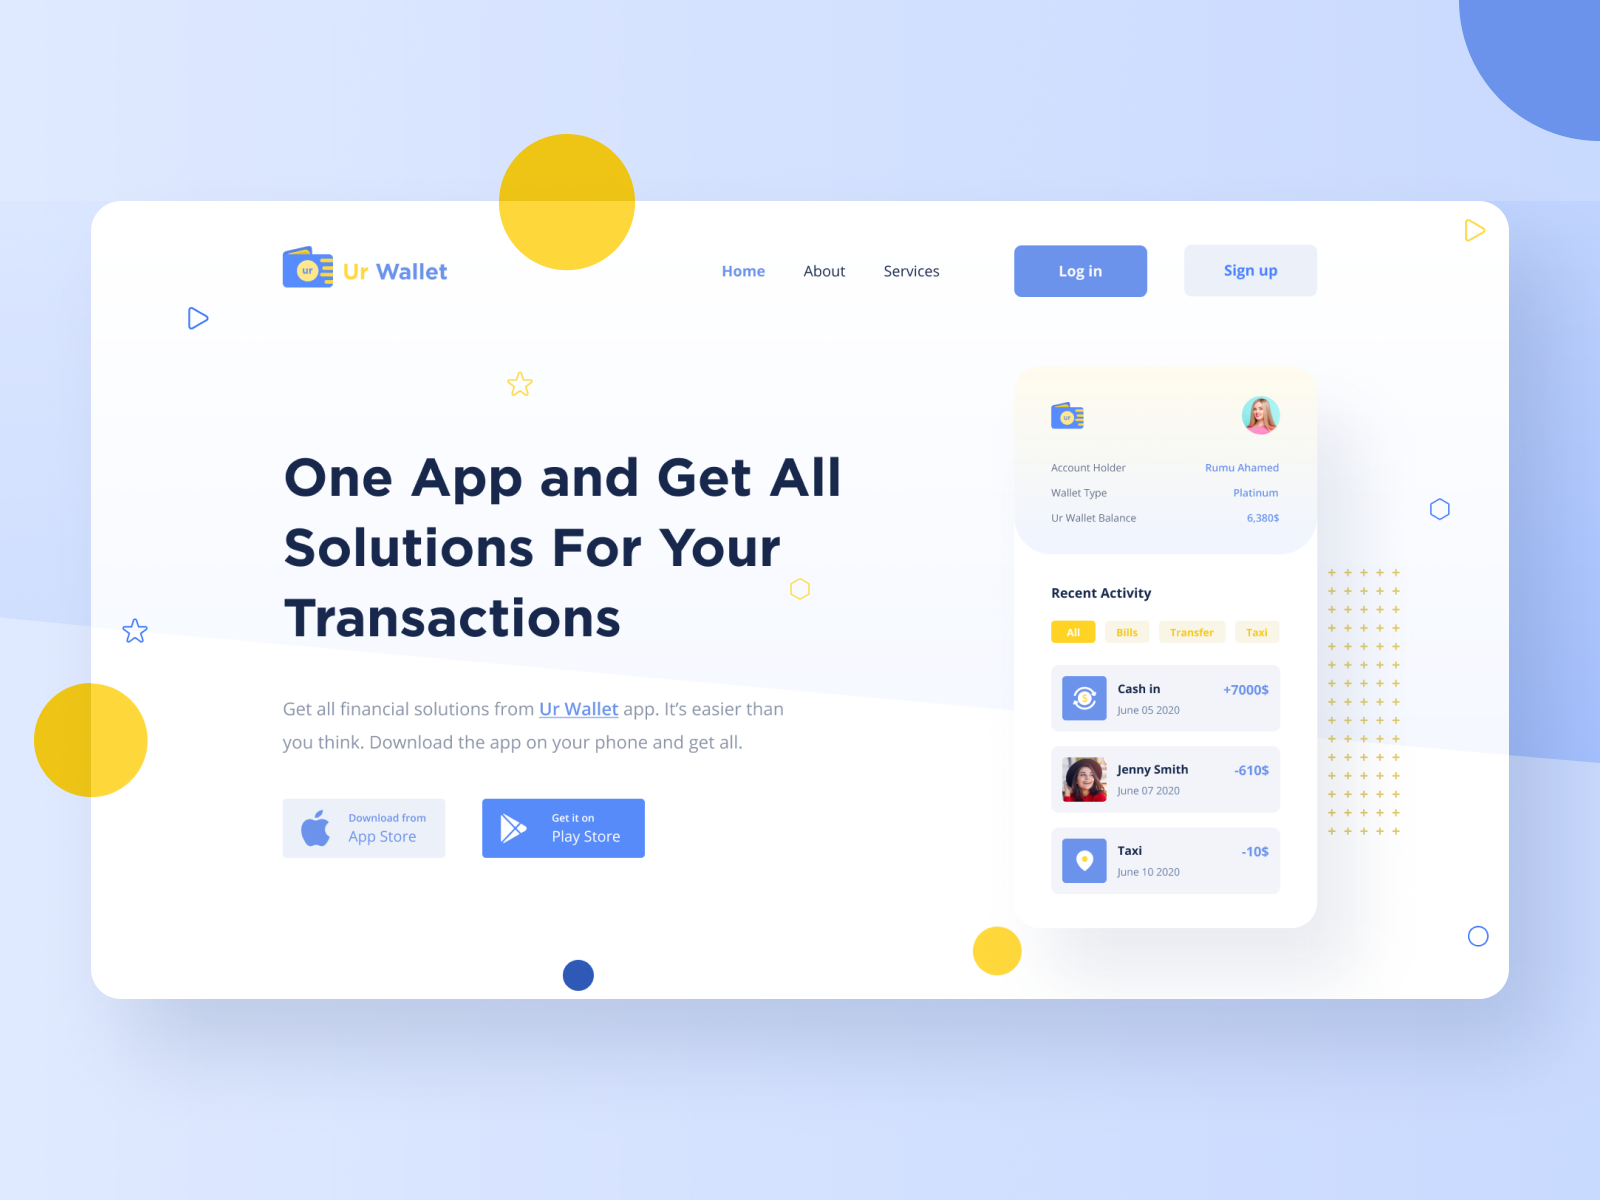 ur
Ur Wallet
Home
About
Services
Log in
Sign up
One App and Get All
Solutions For Your
Transactions
Get all financial solutions from Ur Wallet app. It's easier than
you think. Download the app on your phone and get all.
Download from
App Store
Get it on
Play Store
ur
Account Holder
Rumu Ahamed
Wallet Type
Platinum
Ur Wallet Balance
6,380$
Recent Activity
All
Bills
Transfer
Taxi
$
Cash in
+7000$
June 05 2020
Jenny Smith
-610$
June 07 2020
Taxi
-10$
June 10 2020